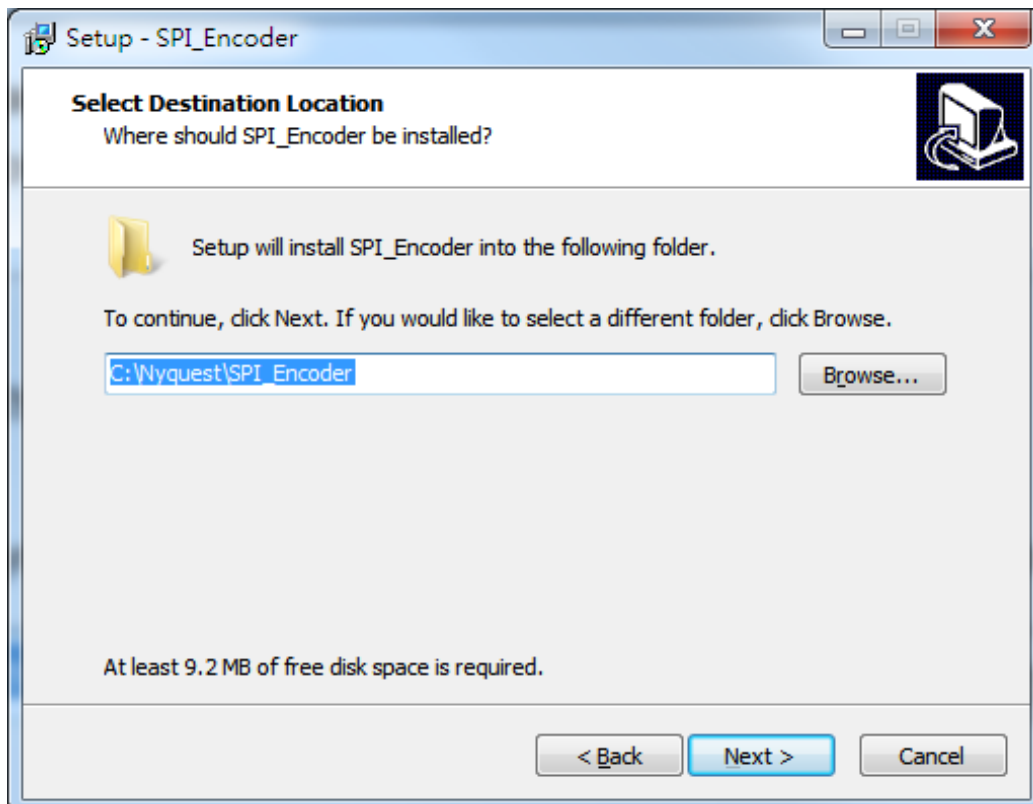 Setup - SPI_Encoder
Select Destination Location
Where should SPI_Encoder be installed?
Setup will install SPI_Encoder into the following folder.
To continue, click Next. If you would like to select a different folder, click Browse.
C:\Nyquest\SPI_Encoder
Browse...
At least 9.2 MB of free disk space is required.
< Back
Next >
Cancel